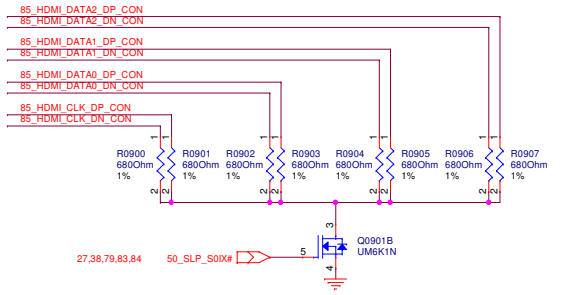 85_HDMI_DATA2_DP_CON
85_HDMI_DATA2_DN_CON
85_HDMI_DATA1_DP_CON
85_HDMI_DATA1_DN_CON
85_HDMI_DATA0_DP_CON
85_HDMI_DATA0_DN_CON
85_HDMI_CLK_DP_CON
85_HDMI_CLK_DN_CON
1 1 1 1 1 1 1 1
R0900 R0901 R0902 R0903 R0904 R0905 R0906 R0907
680Ohm 680Ohm 680Ohm 680Ohm 680Ohm 680Ohm 680Ohm 680Ohm
1% 1% 1% 1% 1% 1% 1% 1%
2 2 2 2 2 2 2 2
3
Q0901B
27,38,79,83,84 50_SLP_S0IX# 5 UM6K1N
4